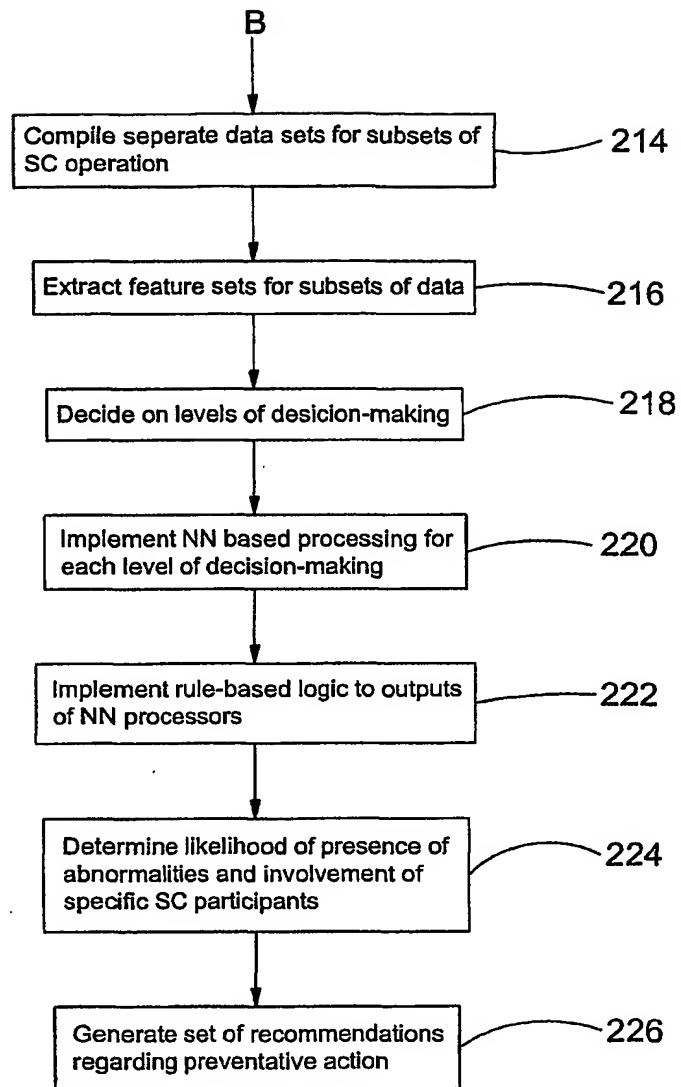 B
Compile seperate data sets for subsets of
SC operation
214
Extract feature sets for subsets of data
216
Decide on levels of desicion-making
218
Implement NN based processing for
each level of decision-making
220
Implement rule-based logic to outputs
of NN processors
222
Determine likelihood of presence of
abnormalities and involvement of
specific SC participants
224
Generate set of recommendations
regarding preventative action
226